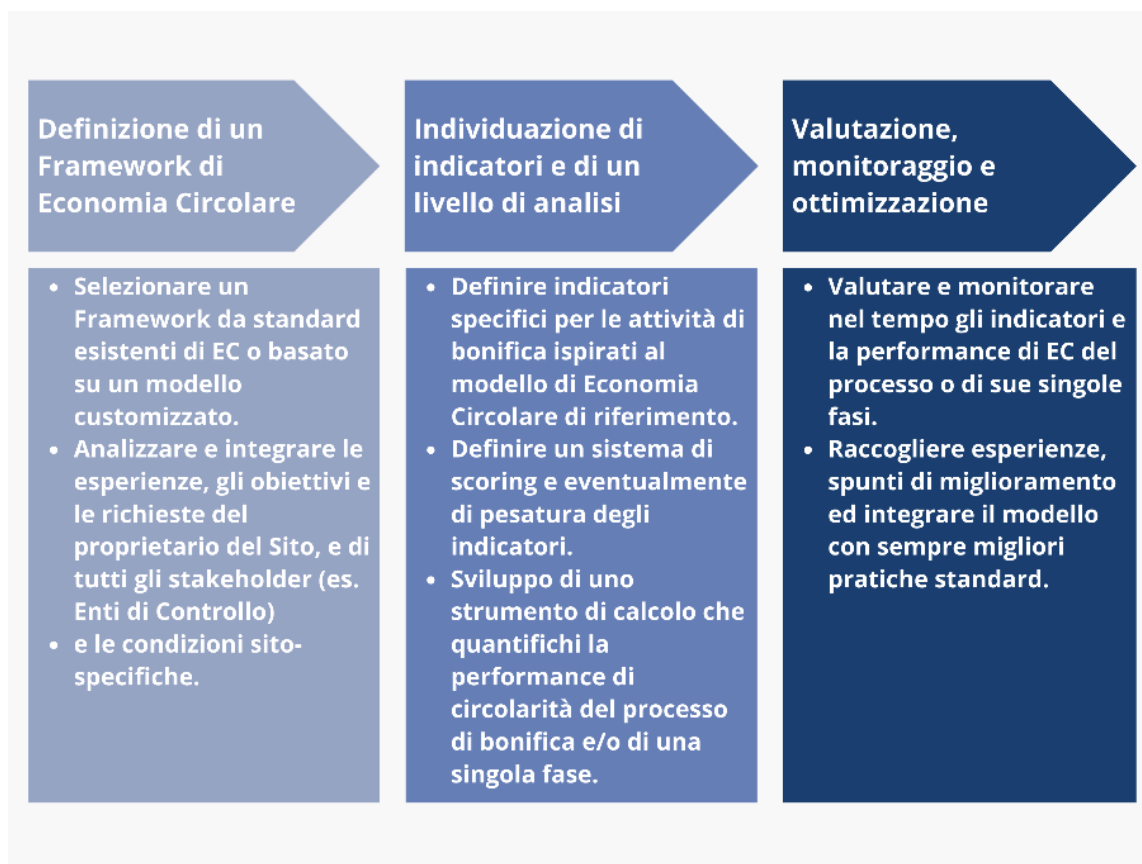 Definizione di un
Framework di
Economia Circolare
• Selezionare un
Framework da standard
esistenti di EC o basato
su un modello
customizzato.
• Analizzare e integrare le
esperienze, gli obiettivi e
le richieste del
proprietario del Sito, e di
tutti gli stakeholder (es.
Enti di Controllo)
• e le condizioni sito-
specifiche.
Individuazione di
indicatori e di un
livello di analisi
• Definire indicatori
specifici per le attività di
bonifica ispirati al
modello di Economia
Circolare di riferimento.
• Definire un sistema di
scoring e eventualmente
di pesatura degli
indicatori.
• Sviluppo di uno
strumento di calcolo che
quantifichi la
performance di
circolarità del processo
di bonifica e/o di una
singola fase.
Valutazione,
monitoraggio e
ottimizzazione
• Valutare e monitorare
nel tempo gli indicatori e
la performance di EC del
processo o di sue singole
fasi.
• Raccogliere esperienze,
spunti di miglioramento
ed integrare il modello
con sempre migliori
pratiche standard.